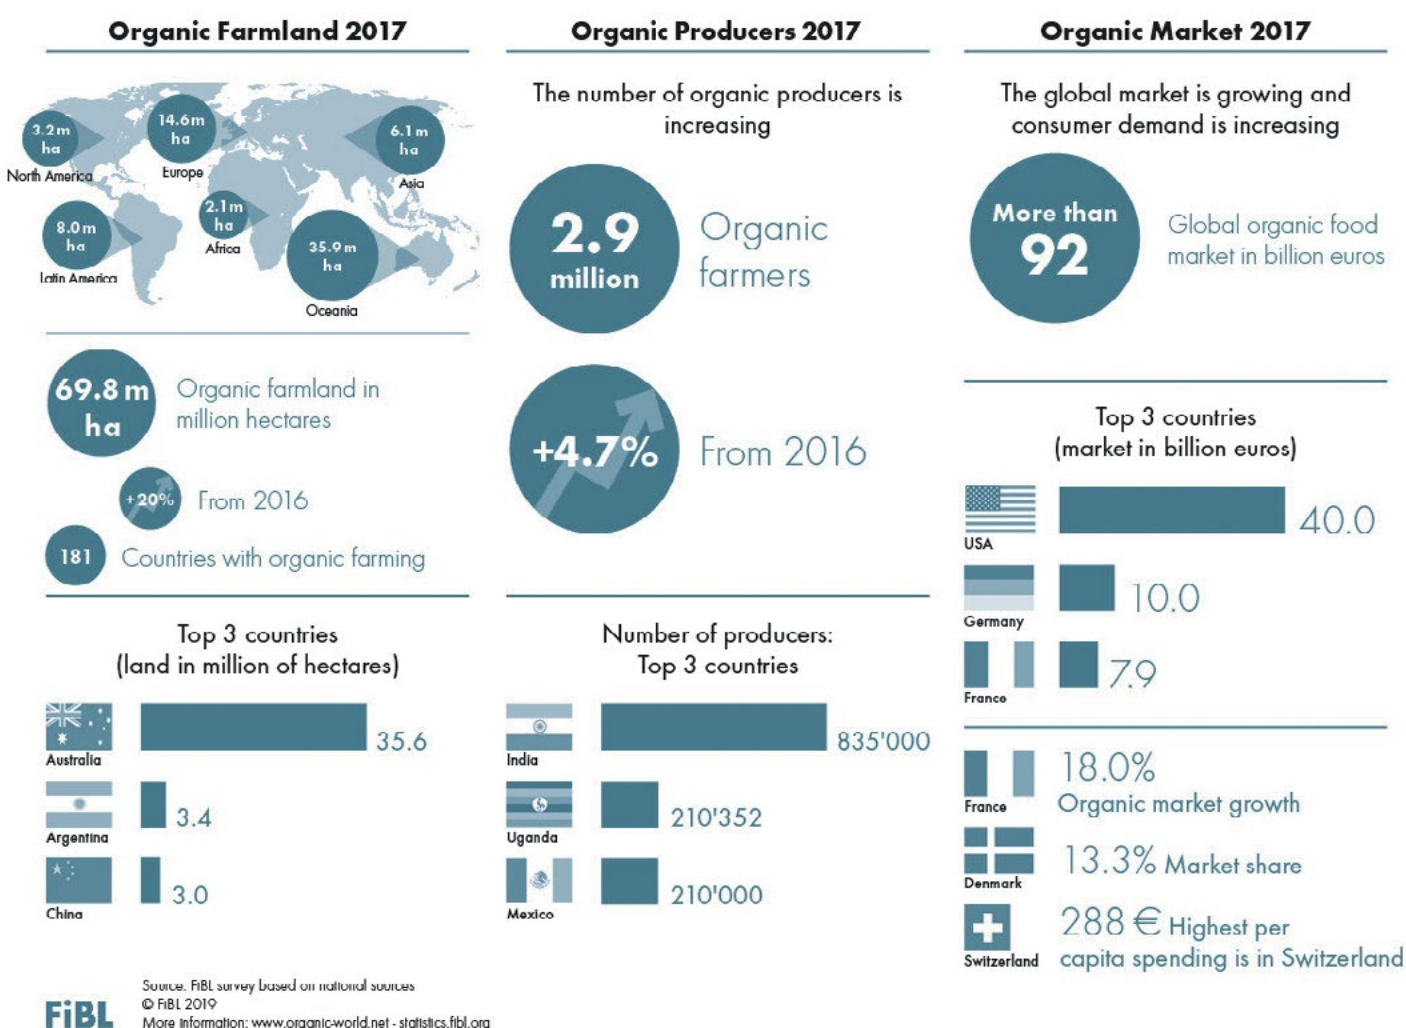 Organic Farmland 2017
3.2 m
ha
North America
14.6 m
ha
Europe
6.1 m
ha
Asia
8.0 m
ha
Latin America
2.1 m
ha
Africa
35.9 m
ha
Oceania
69.8 m
ha
Organic farmland in
million hectares
+20%
From 2016
181
Countries with organic farming
Top 3 countries
(land in million of hectares)
Australia
35.6
Argentina
3.4
China
3.0
Organic Producers 2017
The number of organic producers is
increasing
2.9
million
Organic
farmers
+4.7%
From 2016
Number of producers:
Top 3 countries
India
835'000
Uganda
210'352
Mexico
210'000
Organic Market 2017
The global market is growing and
consumer demand is increasing
More than
92
Global organic food
market in billion euros
Top 3 countries
(market in billion euros)
USA
40.0
Germany
10.0
France
7.9
France
18.0%
Organic market growth
Denmark
13.3% Market share
Switzerland
288 € Highest per
capita spending is in Switzerland
FiBL
Source: FiBL survey based on national sources
© FiBL 2019
More information: www.organic-world.net - statistics.fibl.org